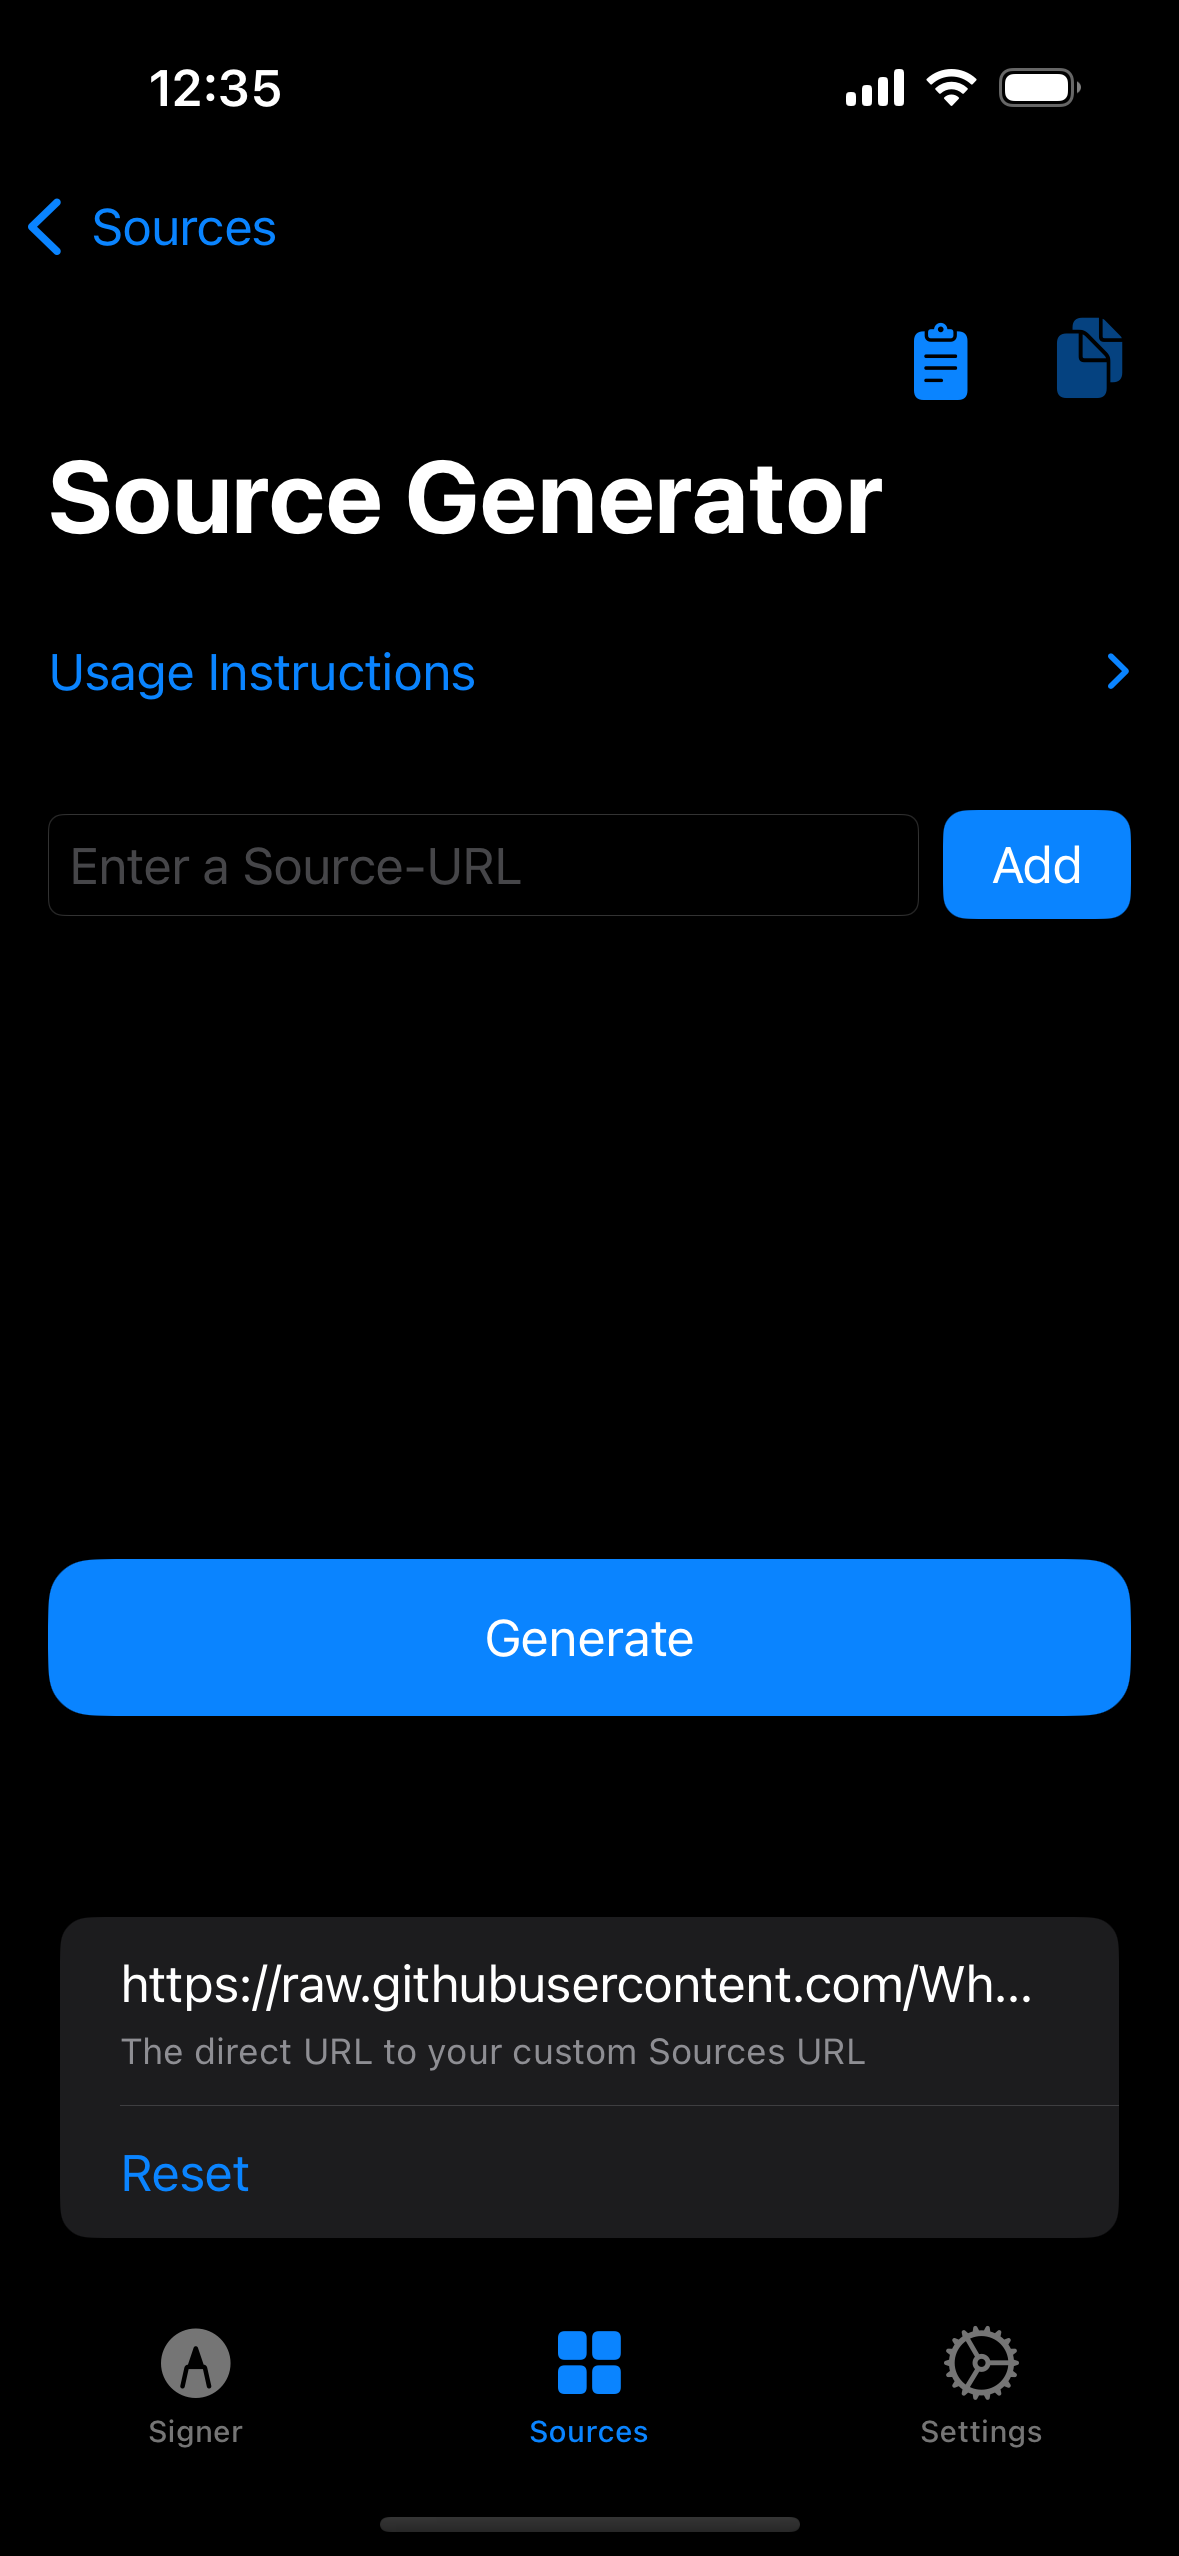 12:35
Sources
Source Generator
Usage Instructions
Enter a Source-URL
Add
Generate
https://raw.githubusercontent.com/Wh...
The direct URL to your custom Sources URL
Reset
Signer
Sources
Settings